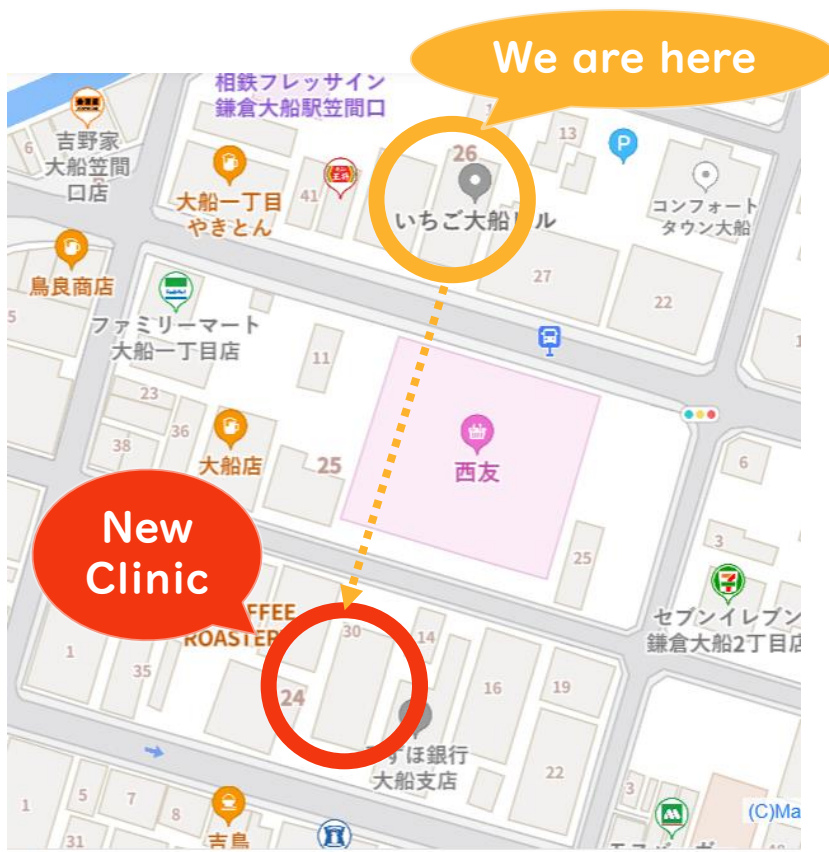 We are here
相鉄フレッサイン
鎌倉大船駅笠間口
吉野家
大船笠間
口店
6
大船一丁目
やきとん
41
26
いちご大船
ル
13
P
コンフォート
タウン大船
鳥良商店
5
ファミリーマート
大船一丁目店
27
22
11
23
38
36
大船店
25
西友
6
3
25
New
Clinic
セブンイレブン
鎌倉大船2丁目店
FFEE
ROASTER
30
14
1
35
24
16
19
ずほ銀行
大船支店
22
1
5
7
8
31
吉鳥
3
(C)Ma